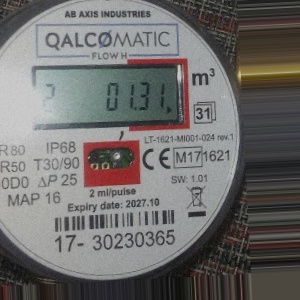 AB AXIS INDUSTRIES
QALCOMATIC
FLOW H
? 01.31,
m³
31
LT-1621-MI001-024 rev.1
R80 IP68
CE M17 1621
R50 T30/90
0D0 ΔP 25
SW: 1.01
MAP 16
2 ml/pulse
Expiry date: 2027.10
17- 30230365